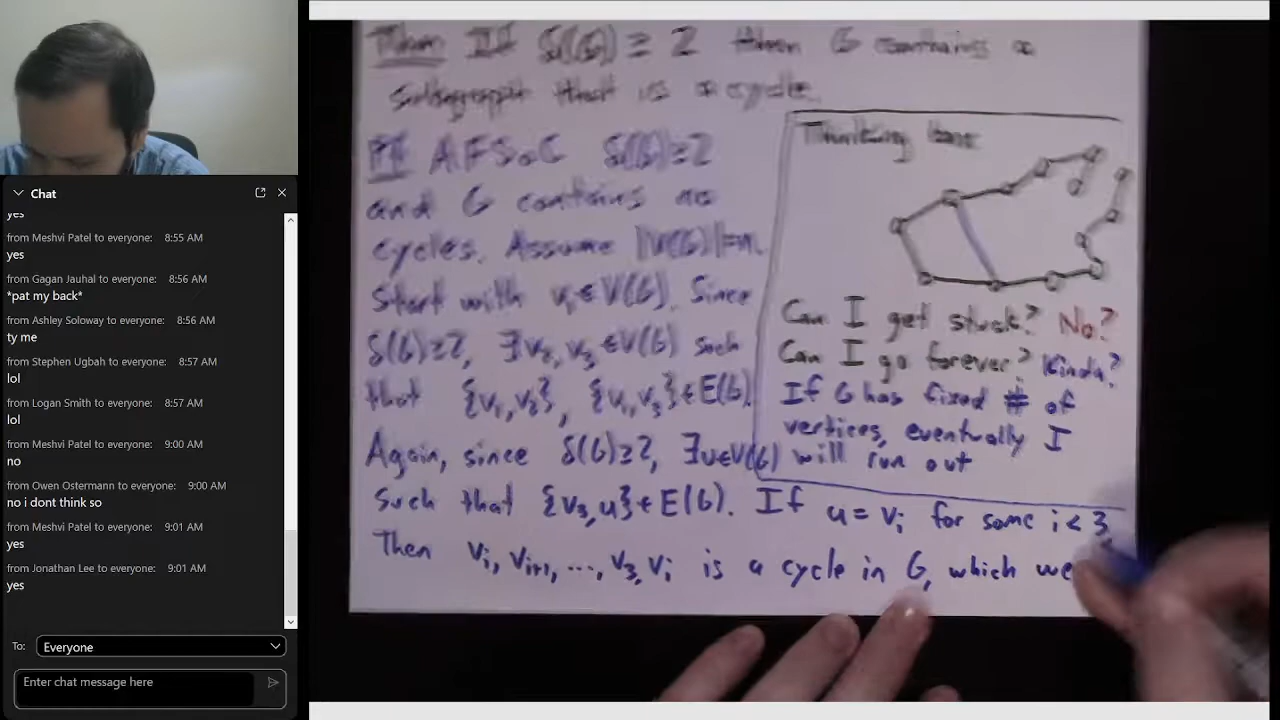 Chat
yes
from Meshvi Patel to everyone: 8:55 AM
yes
from Gagan Jauhal to everyone: 8:56 AM
*pat my back*
from Ashley Soloway to everyone: 8:56 AM
ty me
from Stephen Ugbah to everyone: 8:57 AM
lol
from Logan Smith to everyone: 8:57 AM
lol
from Meshvi Patel to everyone: 9:00 AM
no
from Owen Ostermann to everyone: 9:00 AM
no i dont think so
from Meshvi Patel to everyone: 9:01 AM
yes
from Jonathan Lee to everyone: 9:01 AM
yes
To: Everyone
Enter chat message here
Thm If δ(G) ≥ 2 then G contains a
subgraph that is a cycle.
Pf AFSoC δ(G)≥2
and G contains no
cycles. Assume |V(G)|=n.
Start with v₁∈V(G). Since
δ(G)≥2, ∃v₂,v₃∈V(G) such
that {v₁,v₂}, {v₁,v₃}∈E(G).
Again, since δ(G)≥2, ∃u∈V(G)
such that {v₃,u}∈E(G). If u=vᵢ for some i<3,
Then vᵢ, vᵢ₊₁, ..., v₃, vᵢ is a cycle in G, which we
Thinking
Can I get stuck? No?
Can I go forever? Kinda?
If G has fixed # of
vertices, eventually I
will run out